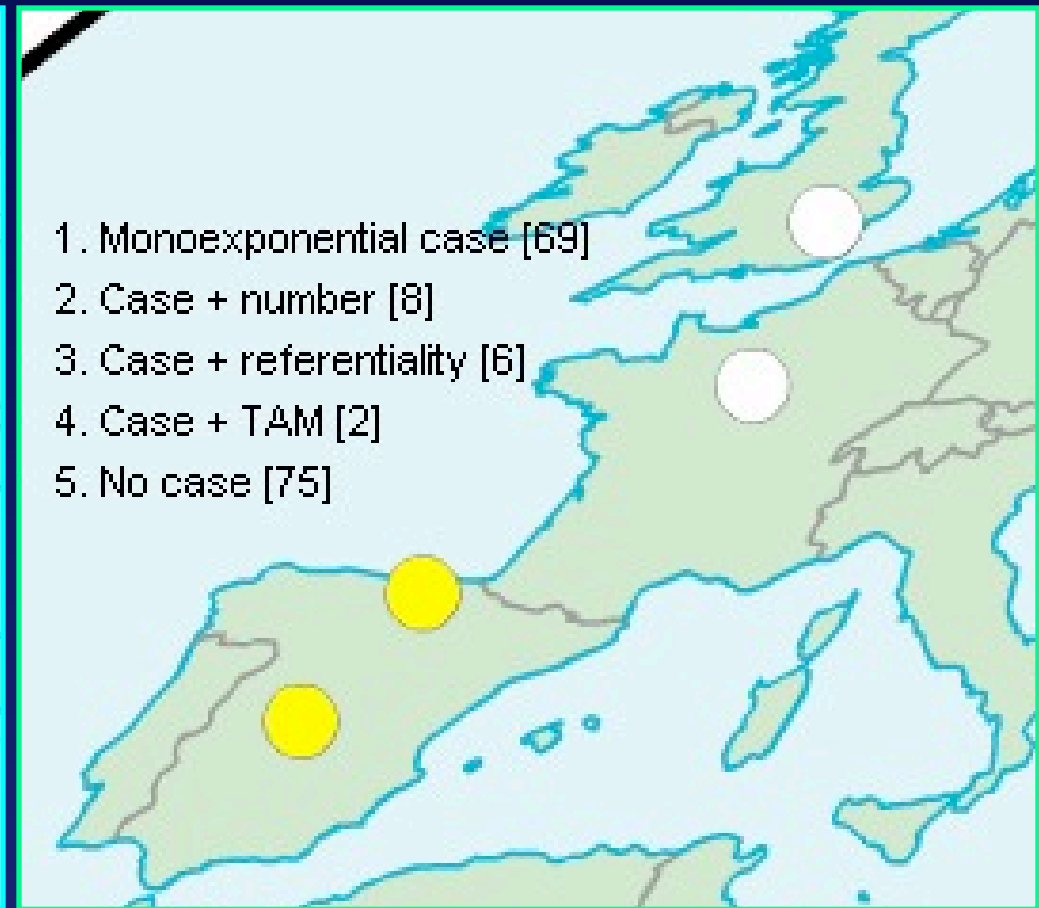 1. Monoexponential case [69]
2. Case + number [8]
3. Case + referentiality [6]
4. Case + TAM [2]
5. No case [75]